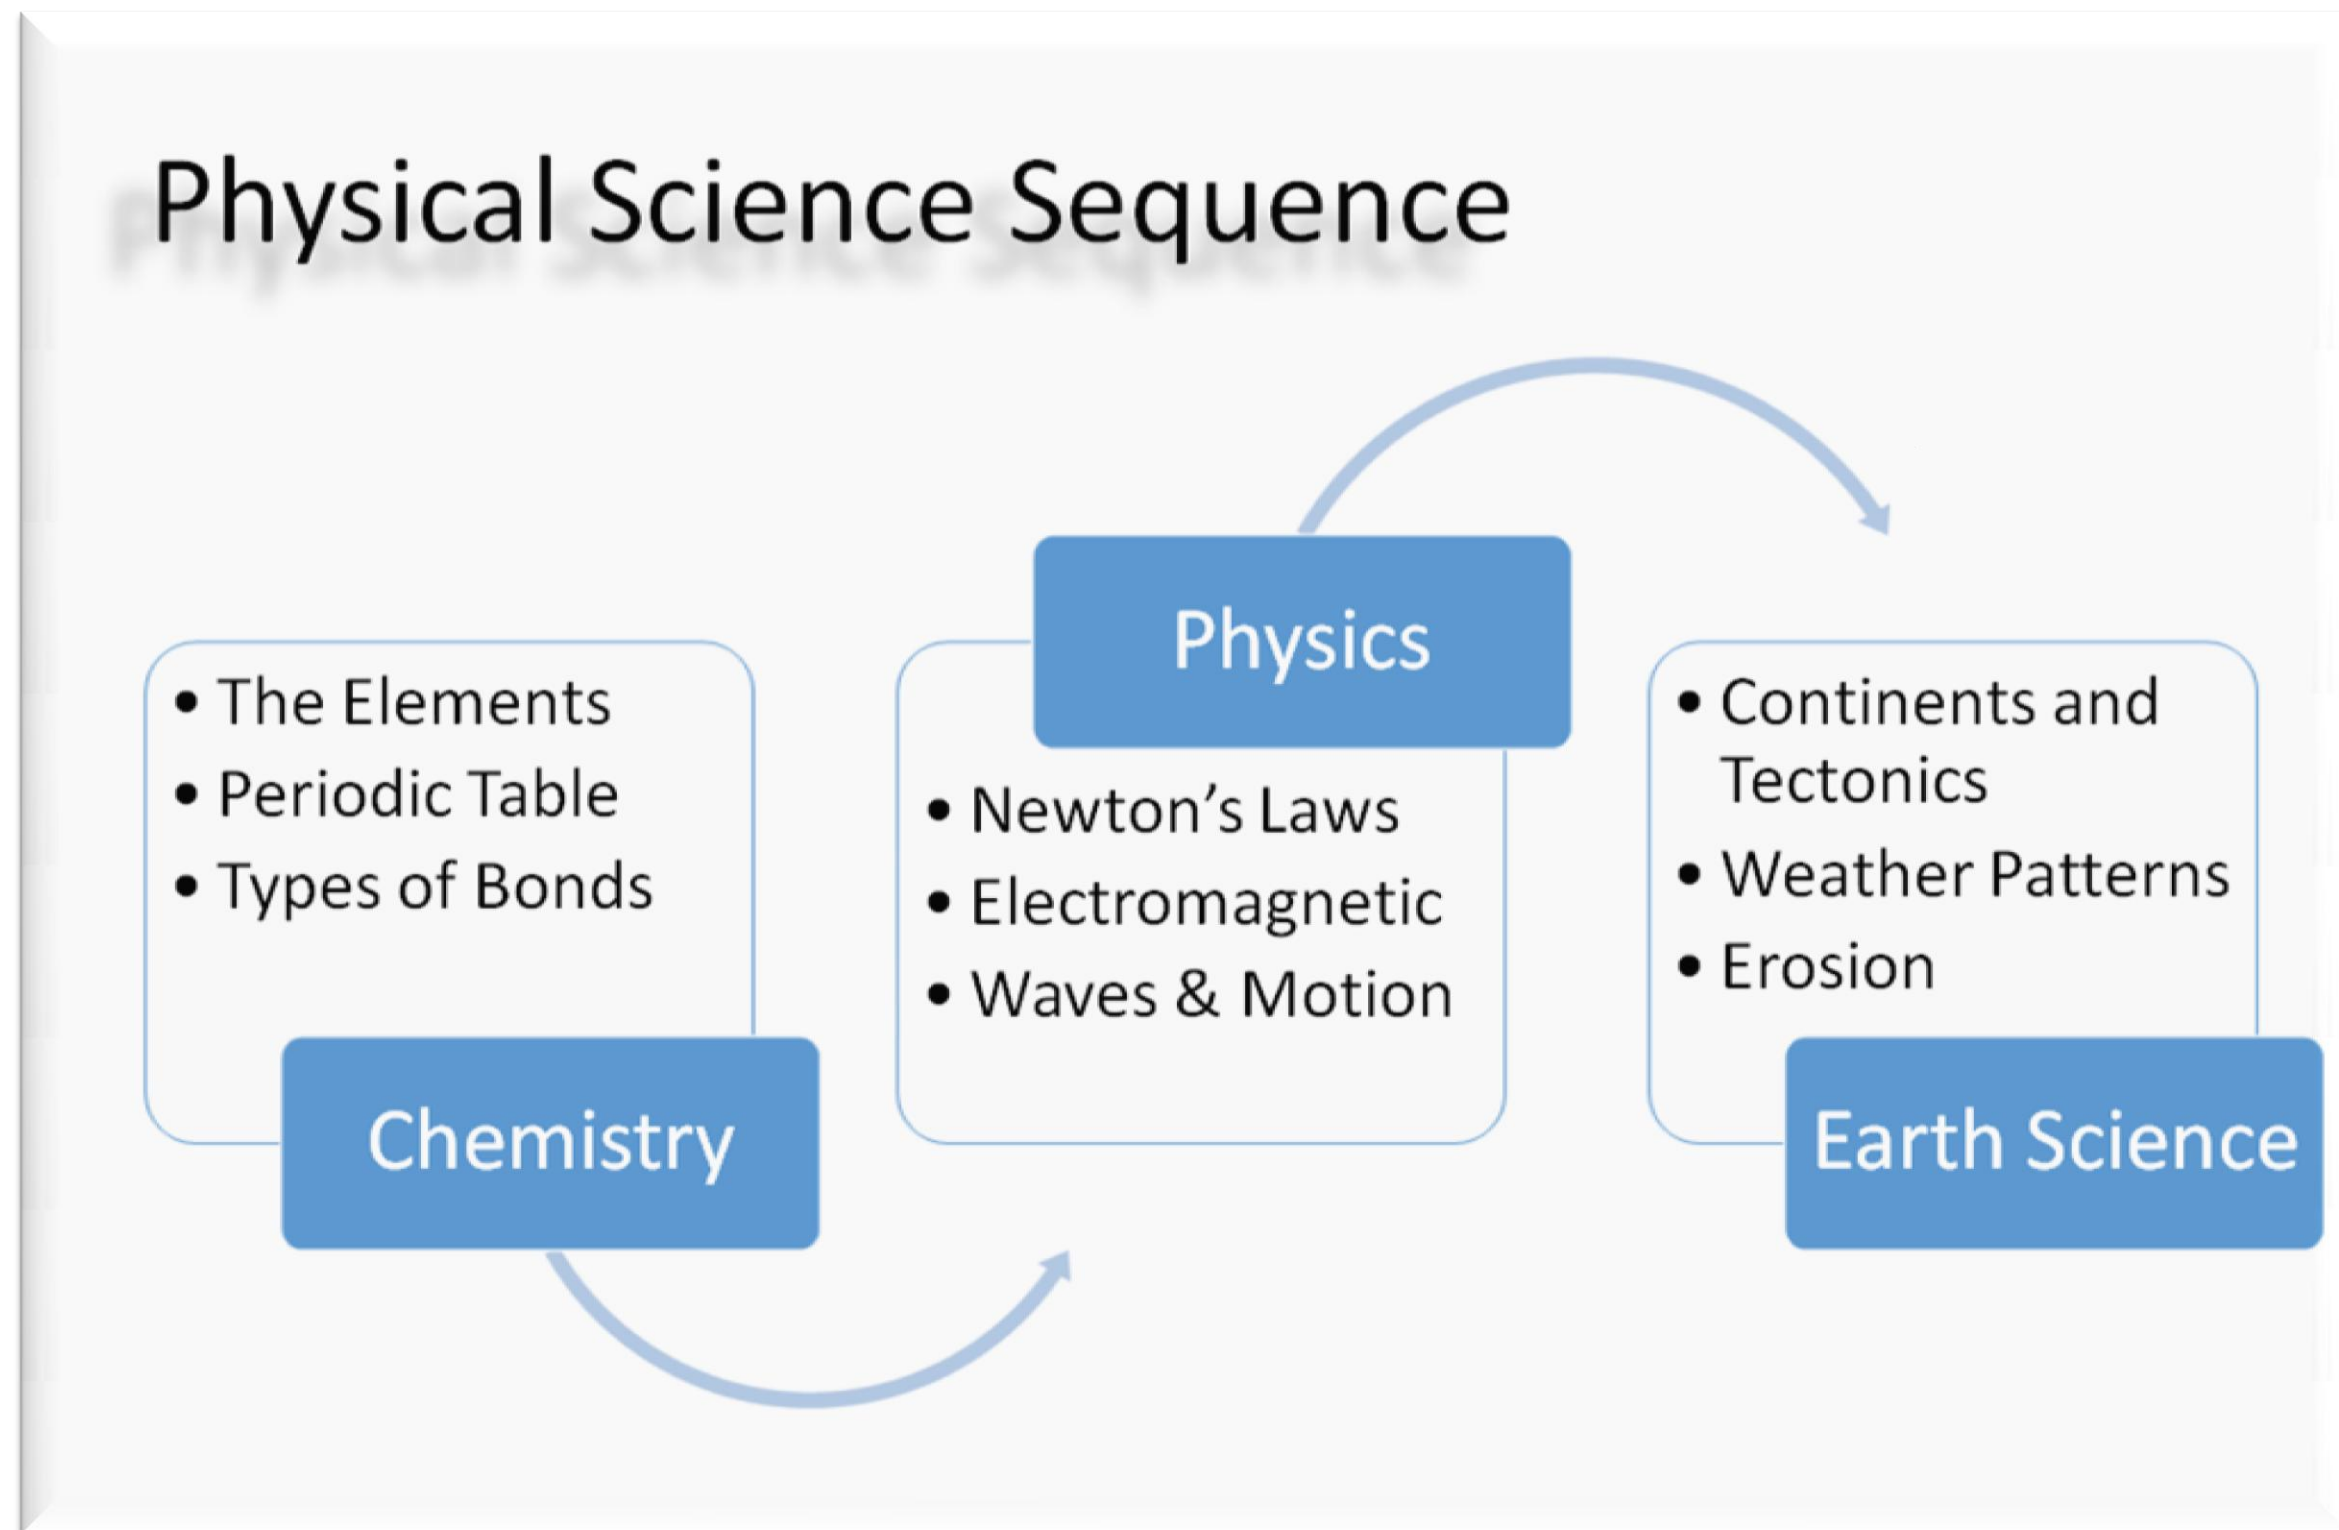 Physical Science Sequence
• The Elements
• Periodic Table
• Types of Bonds
Chemistry
Physics
• Newton’s Laws
• Electromagnetic
• Waves & Motion
• Continents and
Tectonics
• Weather Patterns
• Erosion
Earth Science